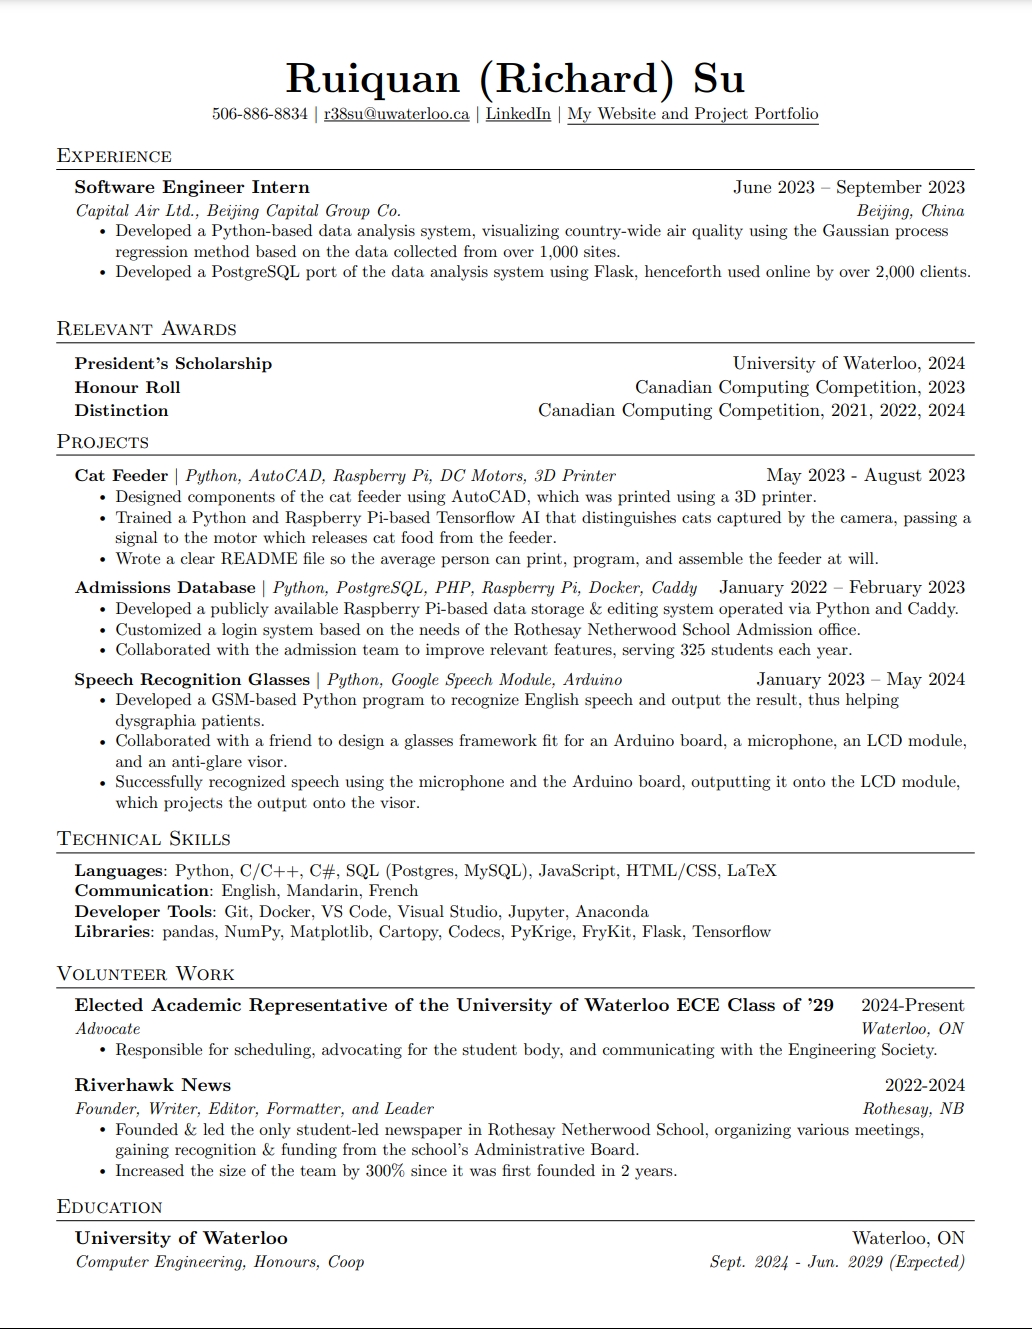 Ruiquan (Richard) Su
506-886-8834 | r38su@uwaterloo.ca | LinkedIn | My Website and Project Portfolio
Experience
Software Engineer Intern June 2023 – September 2023
Capital Air Ltd., Beijing Capital Group Co. Beijing, China
• Developed a Python-based data analysis system, visualizing country-wide air quality using the Gaussian process
regression method based on the data collected from over 1,000 sites.
• Developed a PostgreSQL port of the data analysis system using Flask, henceforth used online by over 2,000 clients.
Relevant Awards
President's Scholarship University of Waterloo, 2024
Honour Roll Canadian Computing Competition, 2023
Distinction Canadian Computing Competition, 2021, 2022, 2024
Projects
Cat Feeder | Python, AutoCAD, Raspberry Pi, DC Motors, 3D Printer May 2023 - August 2023
• Designed components of the cat feeder using AutoCAD, which was printed using a 3D printer.
• Trained a Python and Raspberry Pi-based Tensorflow AI that distinguishes cats captured by the camera, passing a
signal to the motor which releases cat food from the feeder.
• Wrote a clear README file so the average person can print, program, and assemble the feeder at will.
Admissions Database | Python, PostgreSQL, PHP, Raspberry Pi, Docker, Caddy January 2022 – February 2023
• Developed a publicly available Raspberry Pi-based data storage & editing system operated via Python and Caddy.
• Customized a login system based on the needs of the Rothesay Netherwood School Admission office.
• Collaborated with the admission team to improve relevant features, serving 325 students each year.
Speech Recognition Glasses | Python, Google Speech Module, Arduino January 2023 – May 2024
• Developed a GSM-based Python program to recognize English speech and output the result, thus helping
dysgraphia patients.
• Collaborated with a friend to design a glasses framework fit for an Arduino board, a microphone, an LCD module,
and an anti-glare visor.
• Successfully recognized speech using the microphone and the Arduino board, outputting it onto the LCD module,
which projects the output onto the visor.
Technical Skills
Languages: Python, C/C++, C#, SQL (Postgres, MySQL), JavaScript, HTML/CSS, LaTeX
Communication: English, Mandarin, French
Developer Tools: Git, Docker, VS Code, Visual Studio, Jupyter, Anaconda
Libraries: pandas, NumPy, Matplotlib, Cartopy, Codecs, PyKrige, FryKit, Flask, Tensorflow
Volunteer Work
Elected Academic Representative of the University of Waterloo ECE Class of '29 2024-Present
Advocate Waterloo, ON
• Responsible for scheduling, advocating for the student body, and communicating with the Engineering Society.
Riverhawk News 2022-2024
Founder, Writer, Editor, Formatter, and Leader Rothesay, NB
• Founded & led the only student-led newspaper in Rothesay Netherwood School, organizing various meetings,
gaining recognition & funding from the school's Administrative Board.
• Increased the size of the team by 300% since it was first founded in 2 years.
Education
University of Waterloo Waterloo, ON
Computer Engineering, Honours, Coop Sept. 2024 - Jun. 2029 (Expected)